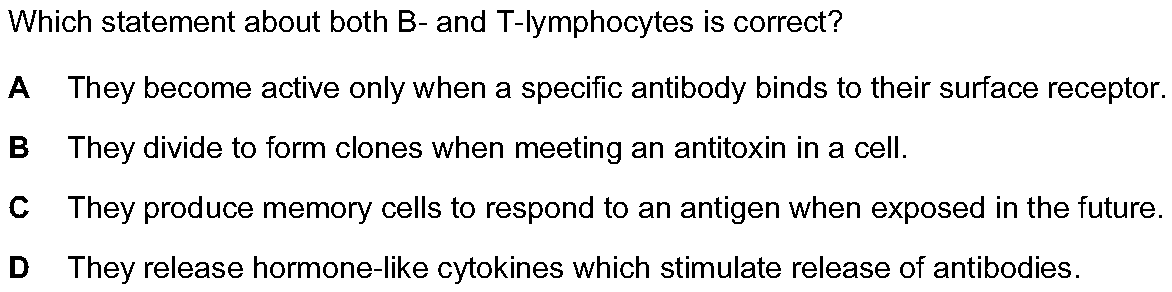 Which statement about both B- and T-lymphocytes is correct?
A They become active only when a specific antibody binds to their surface receptor.
B They divide to form clones when meeting an antitoxin in a cell.
C They produce memory cells to respond to an antigen when exposed in the future.
D They release hormone-like cytokines which stimulate release of antibodies.